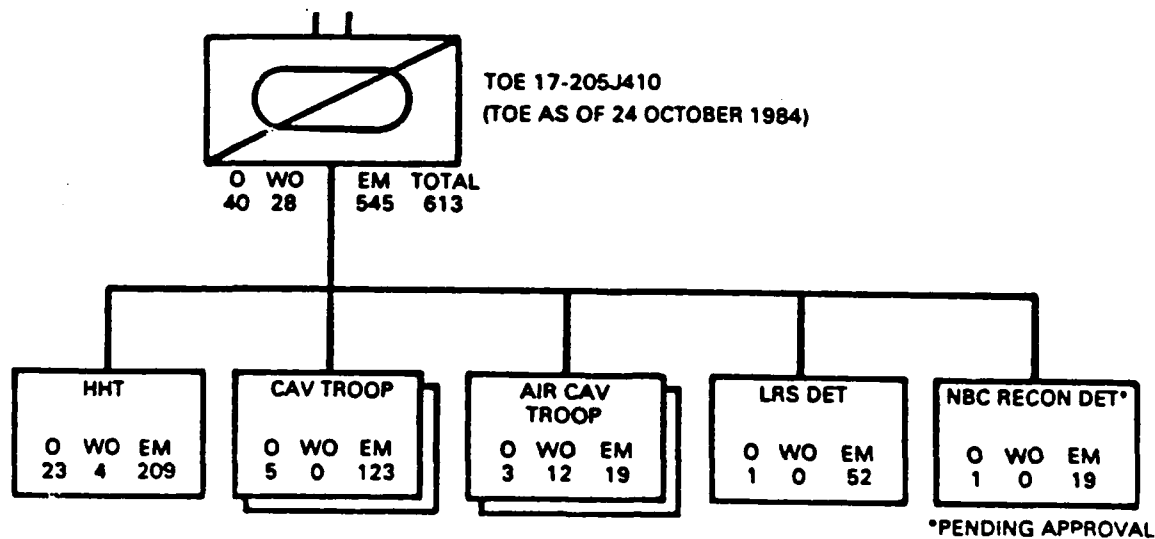 TOE 17-205J410
(TOE AS OF 24 OCTOBER 1984)
O WO EM TOTAL
40 28 545 613
HHT
O WO EM
23 4 209
CAV TROOP
O WO EM
5 0 123
AIR CAV
TROOP
O WO EM
3 12 19
LRS DET
O WO EM
1 0 52
NBC RECON DET*
O WO EM
1 0 19
*PENDING APPROVAL